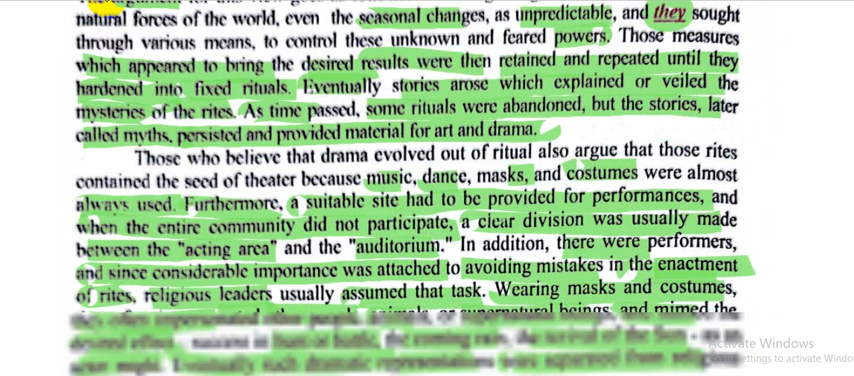 natural forces of the world, even the seasonal changes, as unpredictable, and they sought
through various means, to control these unknown and feared powers. Those measures
which appeared to bring the desired results were then retained and repeated until they
hardened into fixed rituals. Eventually stories arose which explained or veiled the
mysteries of the rites. As time passed, some rituals were abandoned, but the stories, later
called myths, persisted and provided material for art and drama.
Those who believe that drama evolved out of ritual also argue that those rites
contained the seed of theater because music, dance, masks, and costumes were almost
always used. Furthermore, a suitable site had to be provided for performances, and
when the entire community did not participate, a clear division was usually made
between the "acting area" and the "auditorium." In addition, there were performers,
and since considerable importance was attached to avoiding mistakes in the enactment
of rites, religious leaders usually assumed that task. Wearing masks and costumes,
supernatural beings, and mimed the
Activate Windows
settings to activate Windo